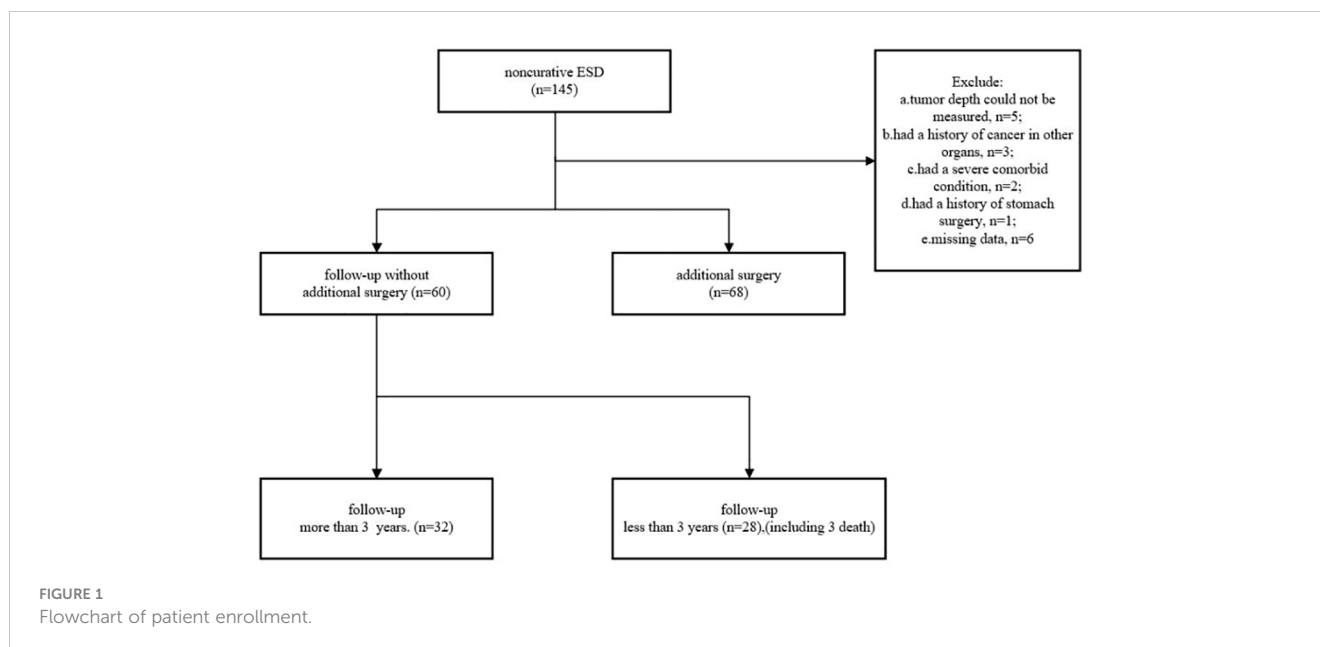 noncurative ESD
(n=145)
Exclude:
a.tumor depth could not be
measured, n=5;
b.had a history of cancer in other
organs, n=3;
c.had a severe comorbid
condition, n=2;
d.had a history of stomach
surgery, n=1;
e.missing data, n=6
follow-up without
additional surgery (n=60)
additional surgery
(n=68)
follow-up
more than 3 years. (n=32)
follow-up
less than 3 years (n=28),(including 3 death)
FIGURE 1
Flowchart of patient enrollment.